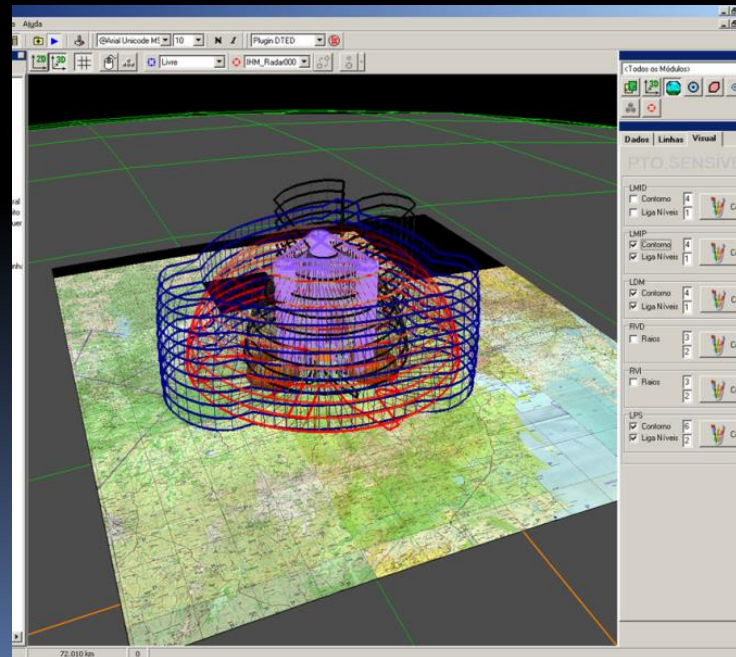 Ajuda
@Arial Unicode MS 10 N I Plugin DTED
2D 3D Livre IHM_Radar000
<Todos os Módulos>
3D
Dados Linhas Visual
PTO.SENSÍVE
LMID
Contorno 4
Liga Níveis 1
LMIP
Contorno 4
Liga Níveis 1
LDM
Contorno 4
Liga Níveis 1
RVD
Raios 3
2
RVI
Raios 3
2
LPS
Contorno 6
Liga Níveis 2
72.010 km 0